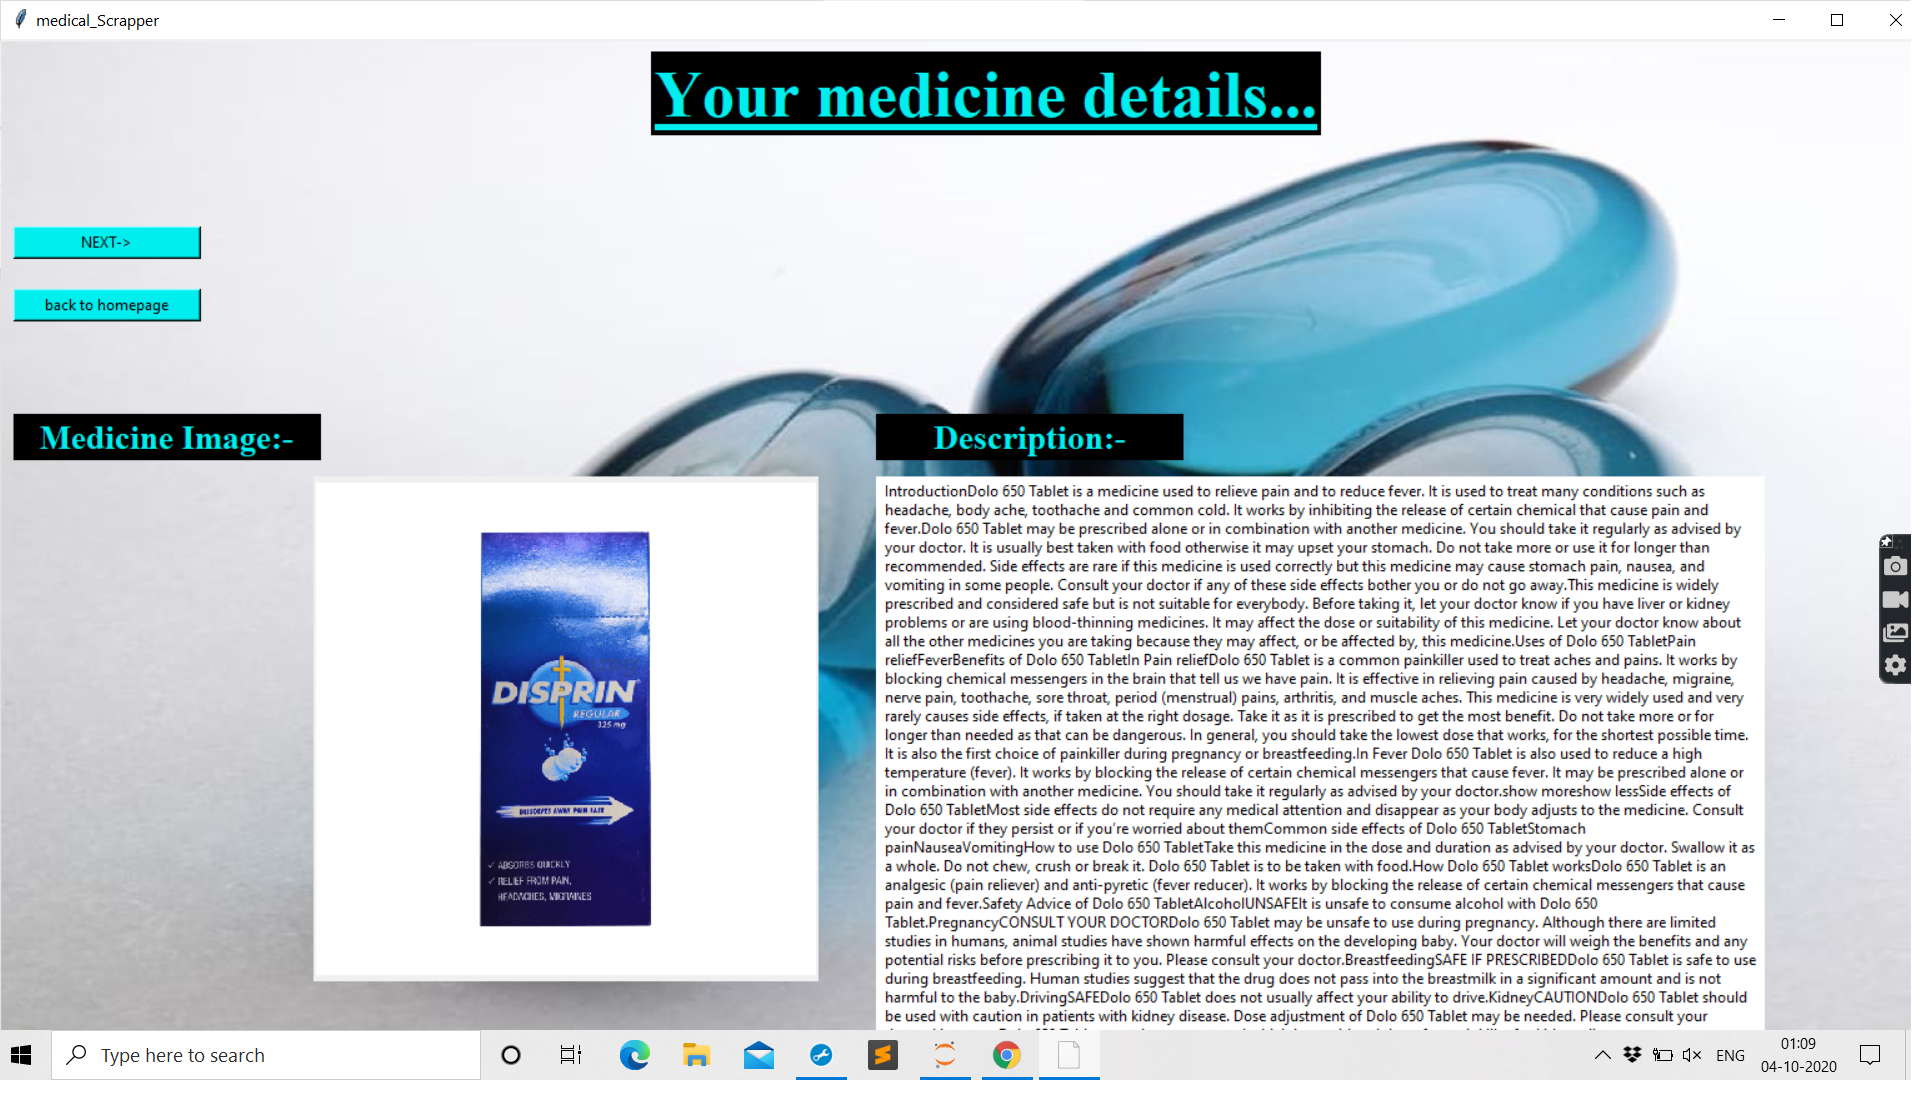 medical_Scrapper
Your medicine details...
NEXT->
back to homepage
Medicine Image:-
Description:-
DISPRIN
REGULAR
325 mg
DISSOLVES AWAY PAIN FAST
✓ ABSORBS QUICKLY
✓ RELIEF FROM PAIN,
HEADACHES, MIGRAINES
IntroductionDolo 650 Tablet is a medicine used to relieve pain and to reduce fever. It is used to treat many conditions such as
headache, body ache, toothache and common cold. It works by inhibiting the release of certain chemical that cause pain and
fever.Dolo 650 Tablet may be prescribed alone or in combination with another medicine. You should take it regularly as advised by
your doctor. It is usually best taken with food otherwise it may upset your stomach. Do not take more or use it for longer than
recommended. Side effects are rare if this medicine is used correctly but this medicine may cause stomach pain, nausea, and
vomiting in some people. Consult your doctor if any of these side effects bother you or do not go away.This medicine is widely
prescribed and considered safe but is not suitable for everybody. Before taking it, let your doctor know if you have liver or kidney
problems or are using blood-thinning medicines. It may affect the dose or suitability of this medicine. Let your doctor know about
all the other medicines you are taking because they may affect, or be affected by, this medicine.Uses of Dolo 650 TabletPain
reliefFeverBenefits of Dolo 650 TabletIn Pain reliefDolo 650 Tablet is a common painkiller used to treat aches and pains. It works by
blocking chemical messengers in the brain that tell us we have pain. It is effective in relieving pain caused by headache, migraine,
nerve pain, toothache, sore throat, period (menstrual) pains, arthritis, and muscle aches. This medicine is very widely used and very
rarely causes side effects, if taken at the right dosage. Take it as it is prescribed to get the most benefit. Do not take more or for
longer than needed as that can be dangerous. In general, you should take the lowest dose that works, for the shortest possible time.
It is also the first choice of painkiller during pregnancy or breastfeeding.In Fever Dolo 650 Tablet is also used to reduce a high
temperature (fever). It works by blocking the release of certain chemical messengers that cause fever. It may be prescribed alone or
in combination with another medicine. You should take it regularly as advised by your doctor.show moreshow lessSide effects of
Dolo 650 TabletMost side effects do not require any medical attention and disappear as your body adjusts to the medicine. Consult
your doctor if they persist or if you're worried about themCommon side effects of Dolo 650 TabletStomach
painNauseaVomitingHow to use Dolo 650 TabletTake this medicine in the dose and duration as advised by your doctor. Swallow it as
a whole. Do not chew, crush or break it. Dolo 650 Tablet is to be taken with food.How Dolo 650 Tablet worksDolo 650 Tablet is an
analgesic (pain reliever) and anti-pyretic (fever reducer). It works by blocking the release of certain chemical messengers that cause
pain and fever.Safety Advice of Dolo 650 TabletAlcoholUNSAFEIt is unsafe to consume alcohol with Dolo 650
Tablet.PregnancyCONSULT YOUR DOCTORDolo 650 Tablet may be unsafe to use during pregnancy. Although there are limited
studies in humans, animal studies have shown harmful effects on the developing baby. Your doctor will weigh the benefits and any
potential risks before prescribing it to you. Please consult your doctor.BreastfeedingSAFE IF PRESCRIBEDDolo 650 Tablet is safe to use
during breastfeeding. Human studies suggest that the drug does not pass into the breastmilk in a significant amount and is not
harmful to the baby.DrivingSAFEDolo 650 Tablet does not usually affect your ability to drive.KidneyCAUTIONDolo 650 Tablet should
be used with caution in patients with kidney disease. Dose adjustment of Dolo 650 Tablet may be needed. Please consult your
Type here to search
ENG
01:09
04-10-2020